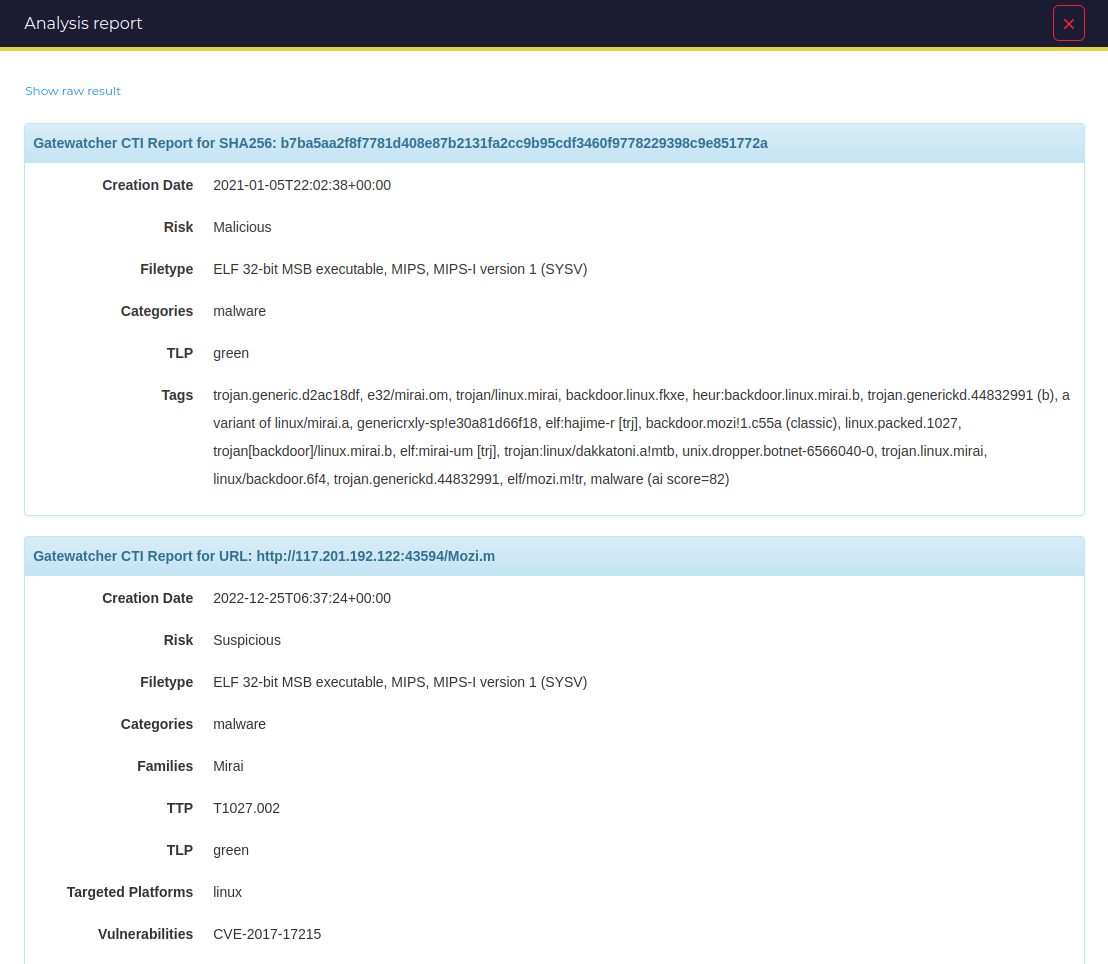 Analysis report
Show raw result
Gatewatcher CTI Report for SHA256: b7ba5aa2f8f7781d408e87b2131fa2cc9b95cdf3460f9778229398c9e851772a
Creation Date 2021-01-05T22:02:38+00:00
Risk Malicious
Filetype ELF 32-bit MSB executable, MIPS, MIPS-I version 1 (SYSV)
Categories malware
TLP green
Tags trojan.generic.d2ac18df, e32/mirai.om, trojan/linux.mirai, backdoor.linux.fkxe, heur:backdoor.linux.mirai.b, trojan.generickd.44832991 (b), a
variant of linux/mirai.a, genericrxly-sp!e30a81d66f18, elf:hajime-r [trj], backdoor.mozi!1.c55a (classic), linux.packed.1027,
trojan[backdoor]/linux.mirai.b, elf:mirai-um [trj], trojan:linux/dakkatoni.a!mtb, unix.dropper.botnet-6566040-0, trojan.linux.mirai,
linux/backdoor.6f4, trojan.generickd.44832991, elf/mozi.m!tr, malware (ai score=82)
Gatewatcher CTI Report for URL: http://117.201.192.122:43594/Mozi.m
Creation Date 2022-12-25T06:37:24+00:00
Risk Suspicious
Filetype ELF 32-bit MSB executable, MIPS, MIPS-I version 1 (SYSV)
Categories malware
Families Mirai
TTP T1027.002
TLP green
Targeted Platforms linux
Vulnerabilities CVE-2017-17215